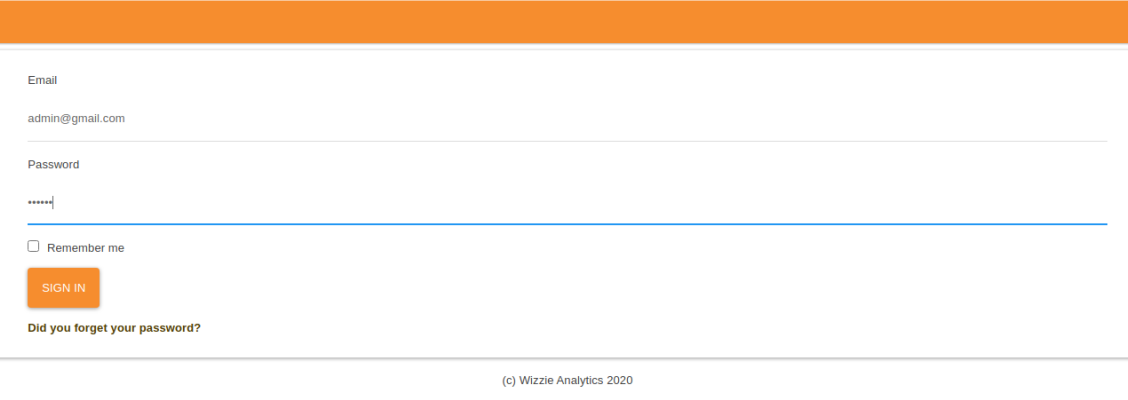 Email
admin@gmail.com
Password
••••••
Remember me
SIGN IN
Did you forget your password?
(c) Wizzie Analytics 2020